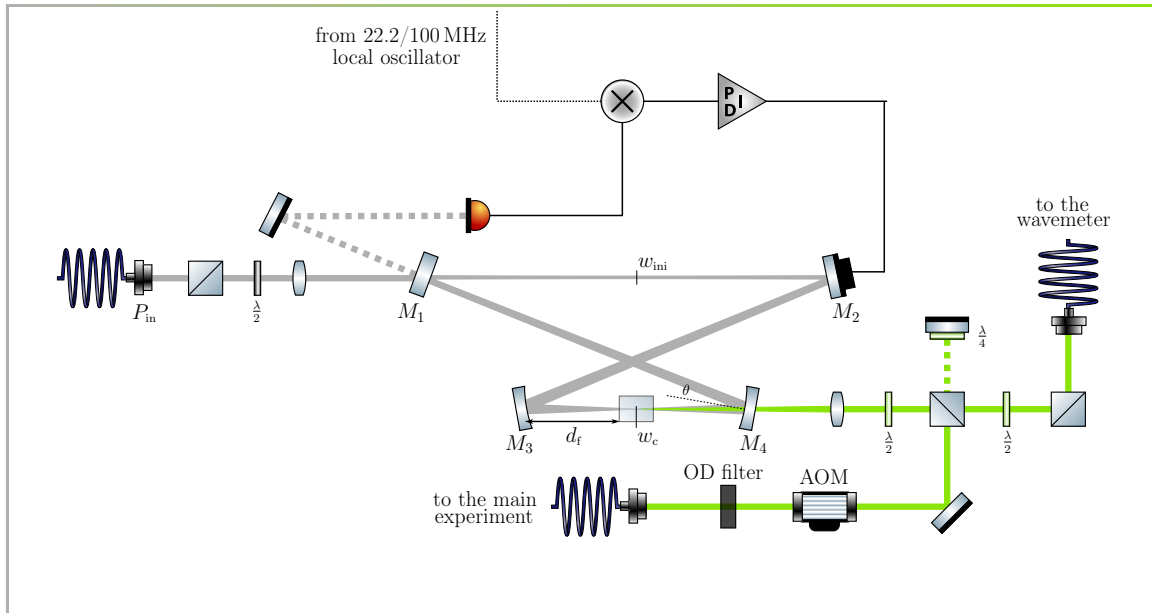 from 22.2/100 MHz
local oscillator
P
I
D
to the
wavemeter
w_ini
P_in
λ/2
M_1
M_2
λ/4
θ
M_3
d_f
w_c
M_4
λ/2
λ/2
OD filter
AOM
to the main
experiment